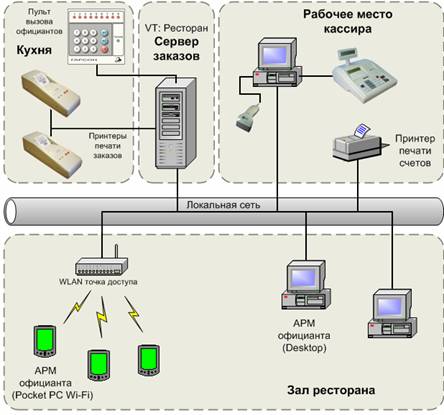 Пульт
вызова
официантов
Кухня
Принтеры
печати
заказов
VT: Ресторан
Сервер
заказов
Рабочее место
кассира
Принтер
печати
счетов
Локальная сеть
WLAN точка доступа
АРМ
официанта
(Pocket PC Wi-Fi)
АРМ
официанта
(Desktop)
Зал ресторана